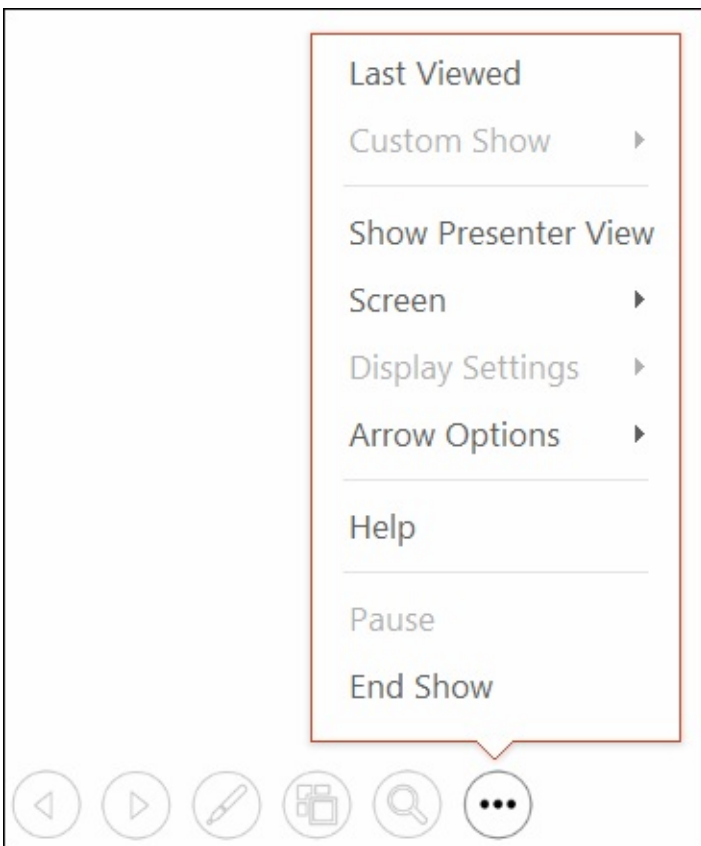 Last Viewed
Custom Show
Show Presenter View
Screen
Display Settings
Arrow Options
Help
Pause
End Show